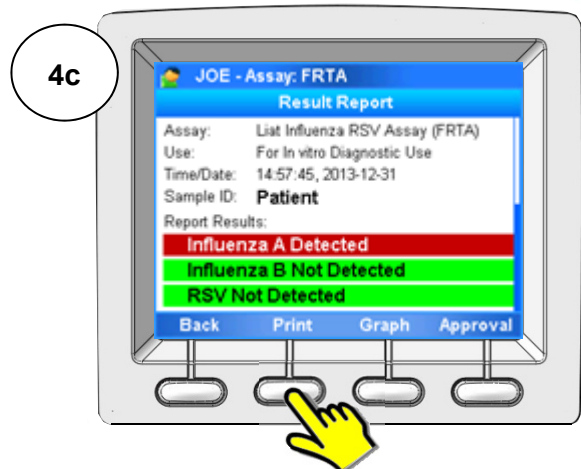 4c
JOE - Assay: FRTA
Result Report
Assay: Liat Influenza RSV Assay (FRTA)
Use: For In vitro Diagnostic Use
Time/Date: 14:57:45, 2013-12-31
Sample ID: Patient
Report Results:
Influenza A Detected
Influenza B Not Detected
RSV Not Detected
Back Print Graph Approval